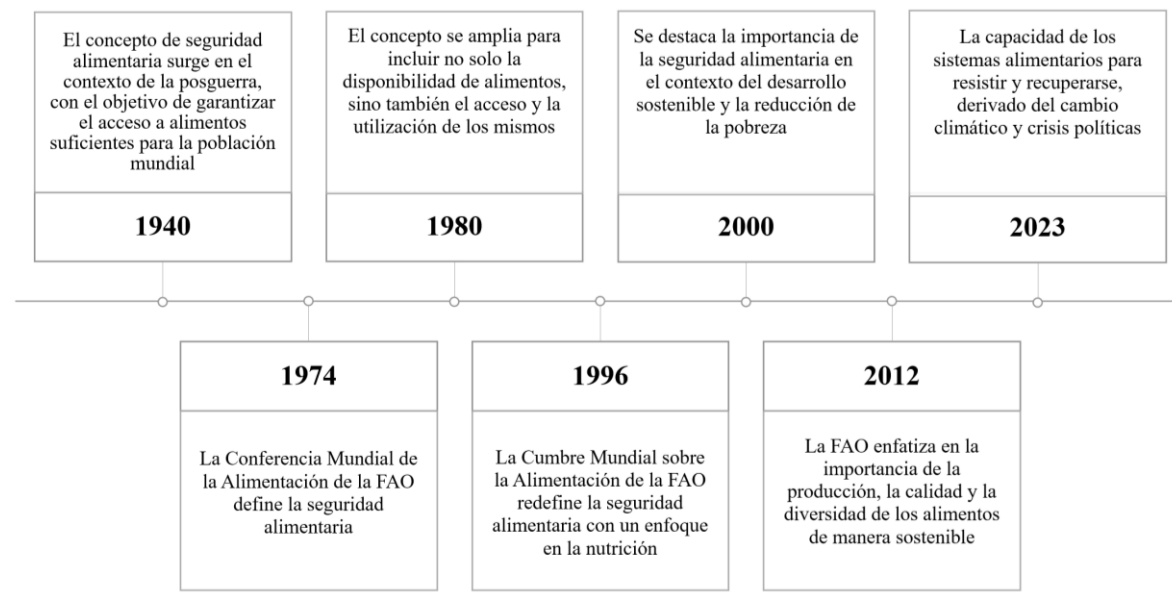 El concepto de seguridad
alimentaria surge en el
contexto de la posguerra,
con el objetivo de garantizar
el acceso a alimentos
suficientes para la población
mundial
1940
El concepto se amplia para
incluir no solo la
disponibilidad de alimentos,
sino también el acceso y la
utilización de los mismos
1980
Se destaca la importancia de
la seguridad alimentaria en
el contexto del desarrollo
sostenible y la reducción de
la pobreza
2000
La capacidad de los
sistemas alimentarios para
resistir y recuperarse,
derivado del cambio
climático y crisis políticas
2023
1974
La Conferencia Mundial de
la Alimentación de la FAO
define la seguridad
alimentaria
1996
La Cumbre Mundial sobre
la Alimentación de la FAO
redefine la seguridad
alimentaria con un enfoque
en la nutrición
2012
La FAO enfatiza en la
importancia de la
producción, la calidad y la
diversidad de los alimentos
de manera sostenible